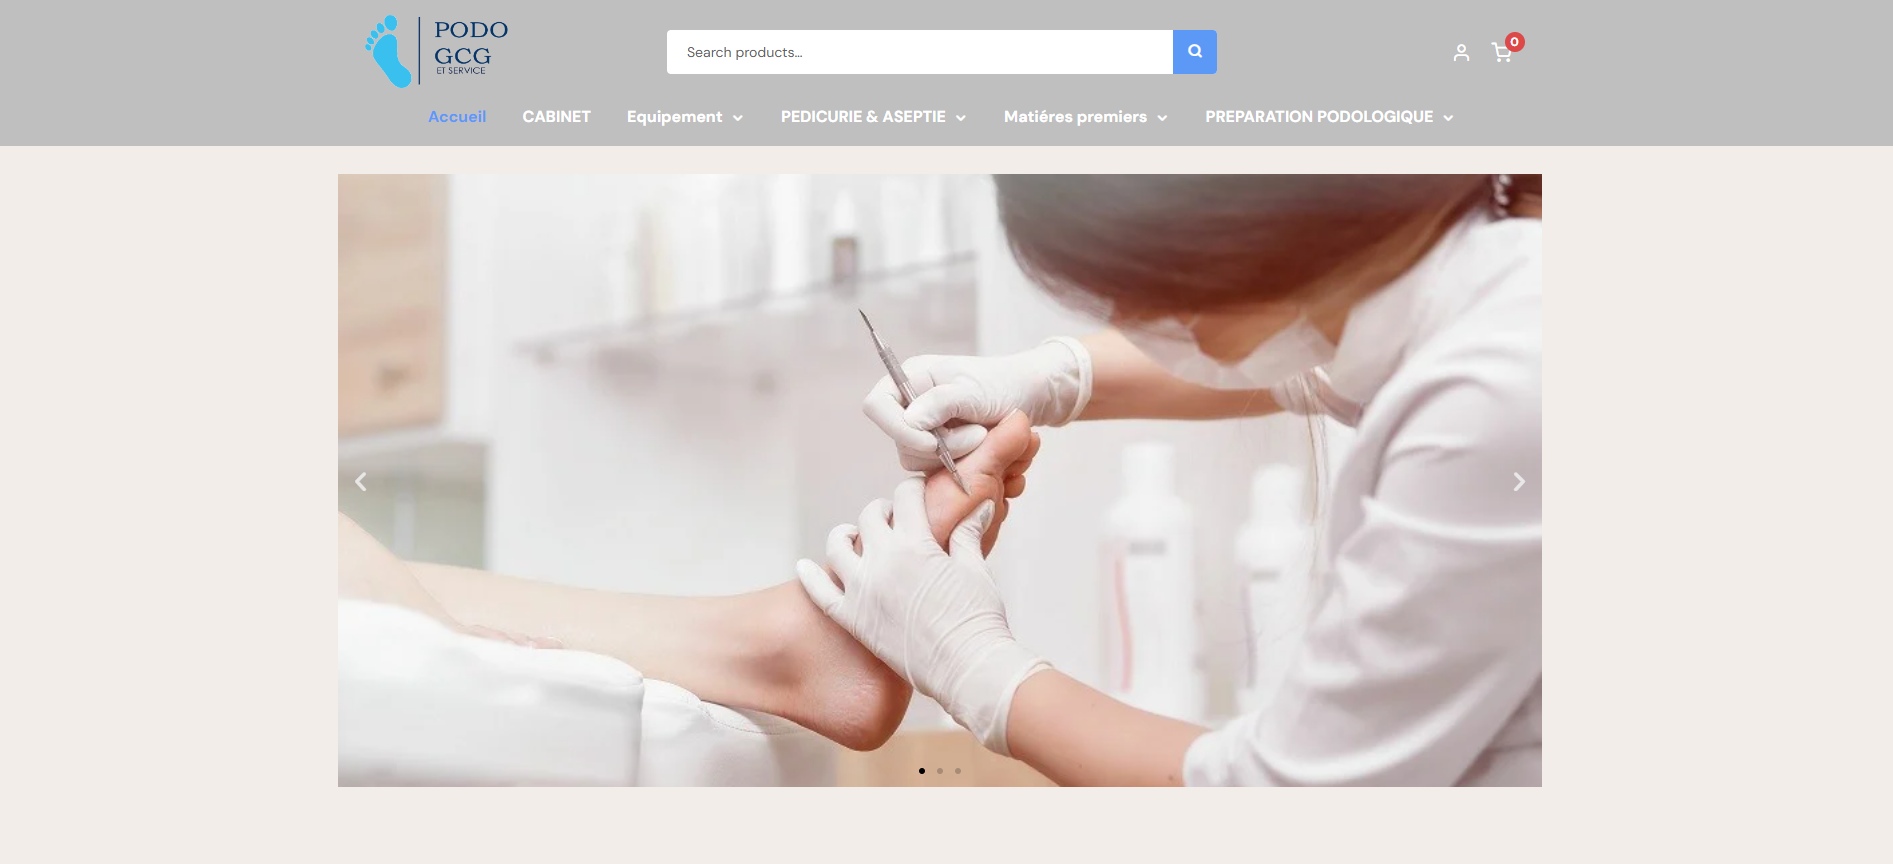 PODO
GCG
ET SERVICE
Search products...
0
Accueil CABINET Equipement PEDICURIE & ASEPTIE Matiéres premiers PREPARATION PODOLOGIQUE